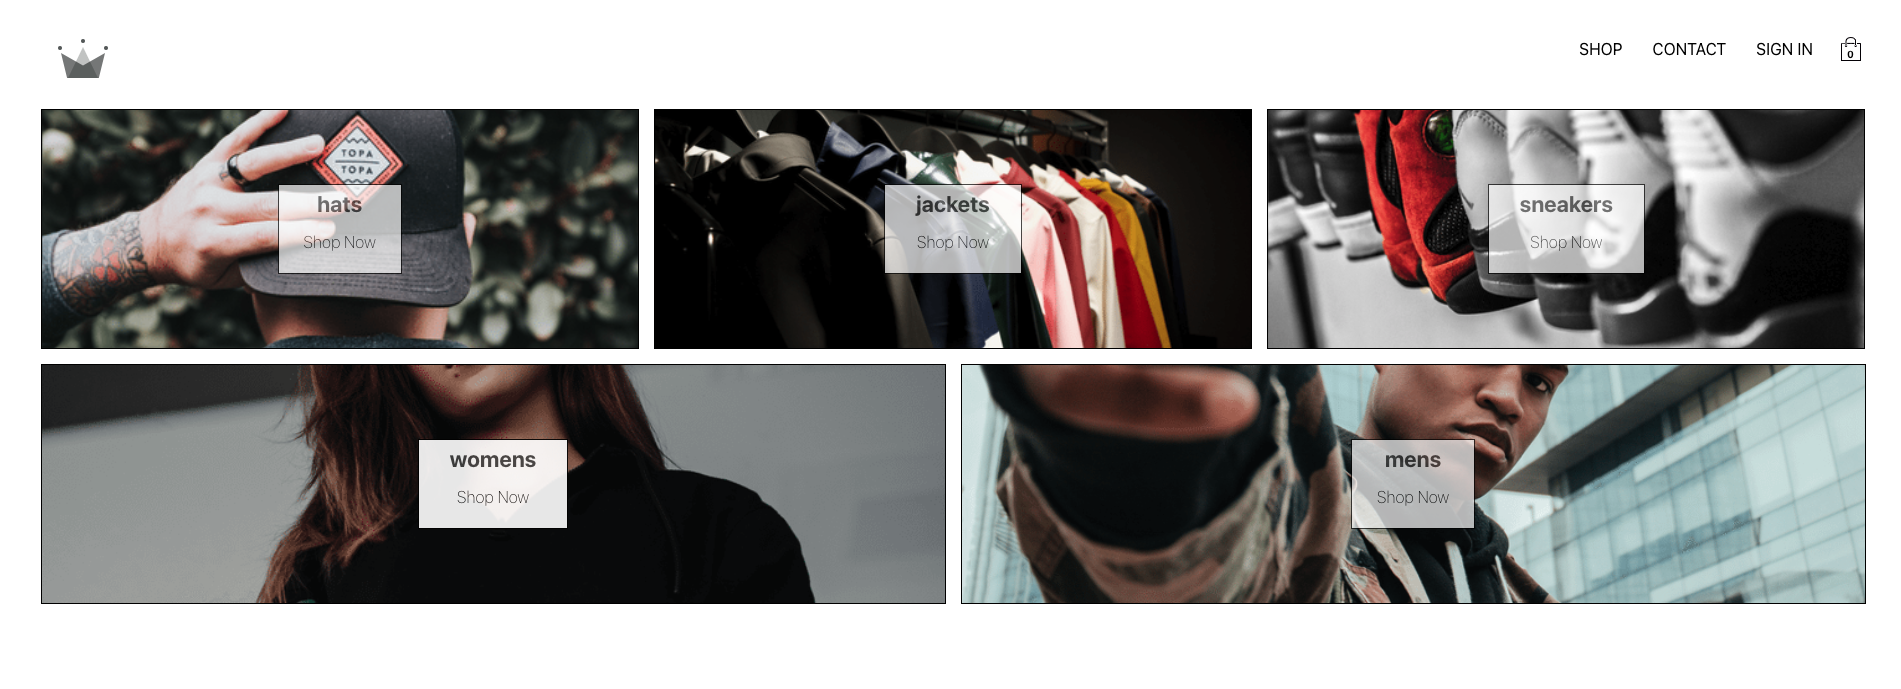 SHOP CONTACT SIGN IN 0
TOPA
TOPA
hats
Shop Now
jackets
Shop Now
sneakers
Shop Now
womens
Shop Now
mens
Shop Now